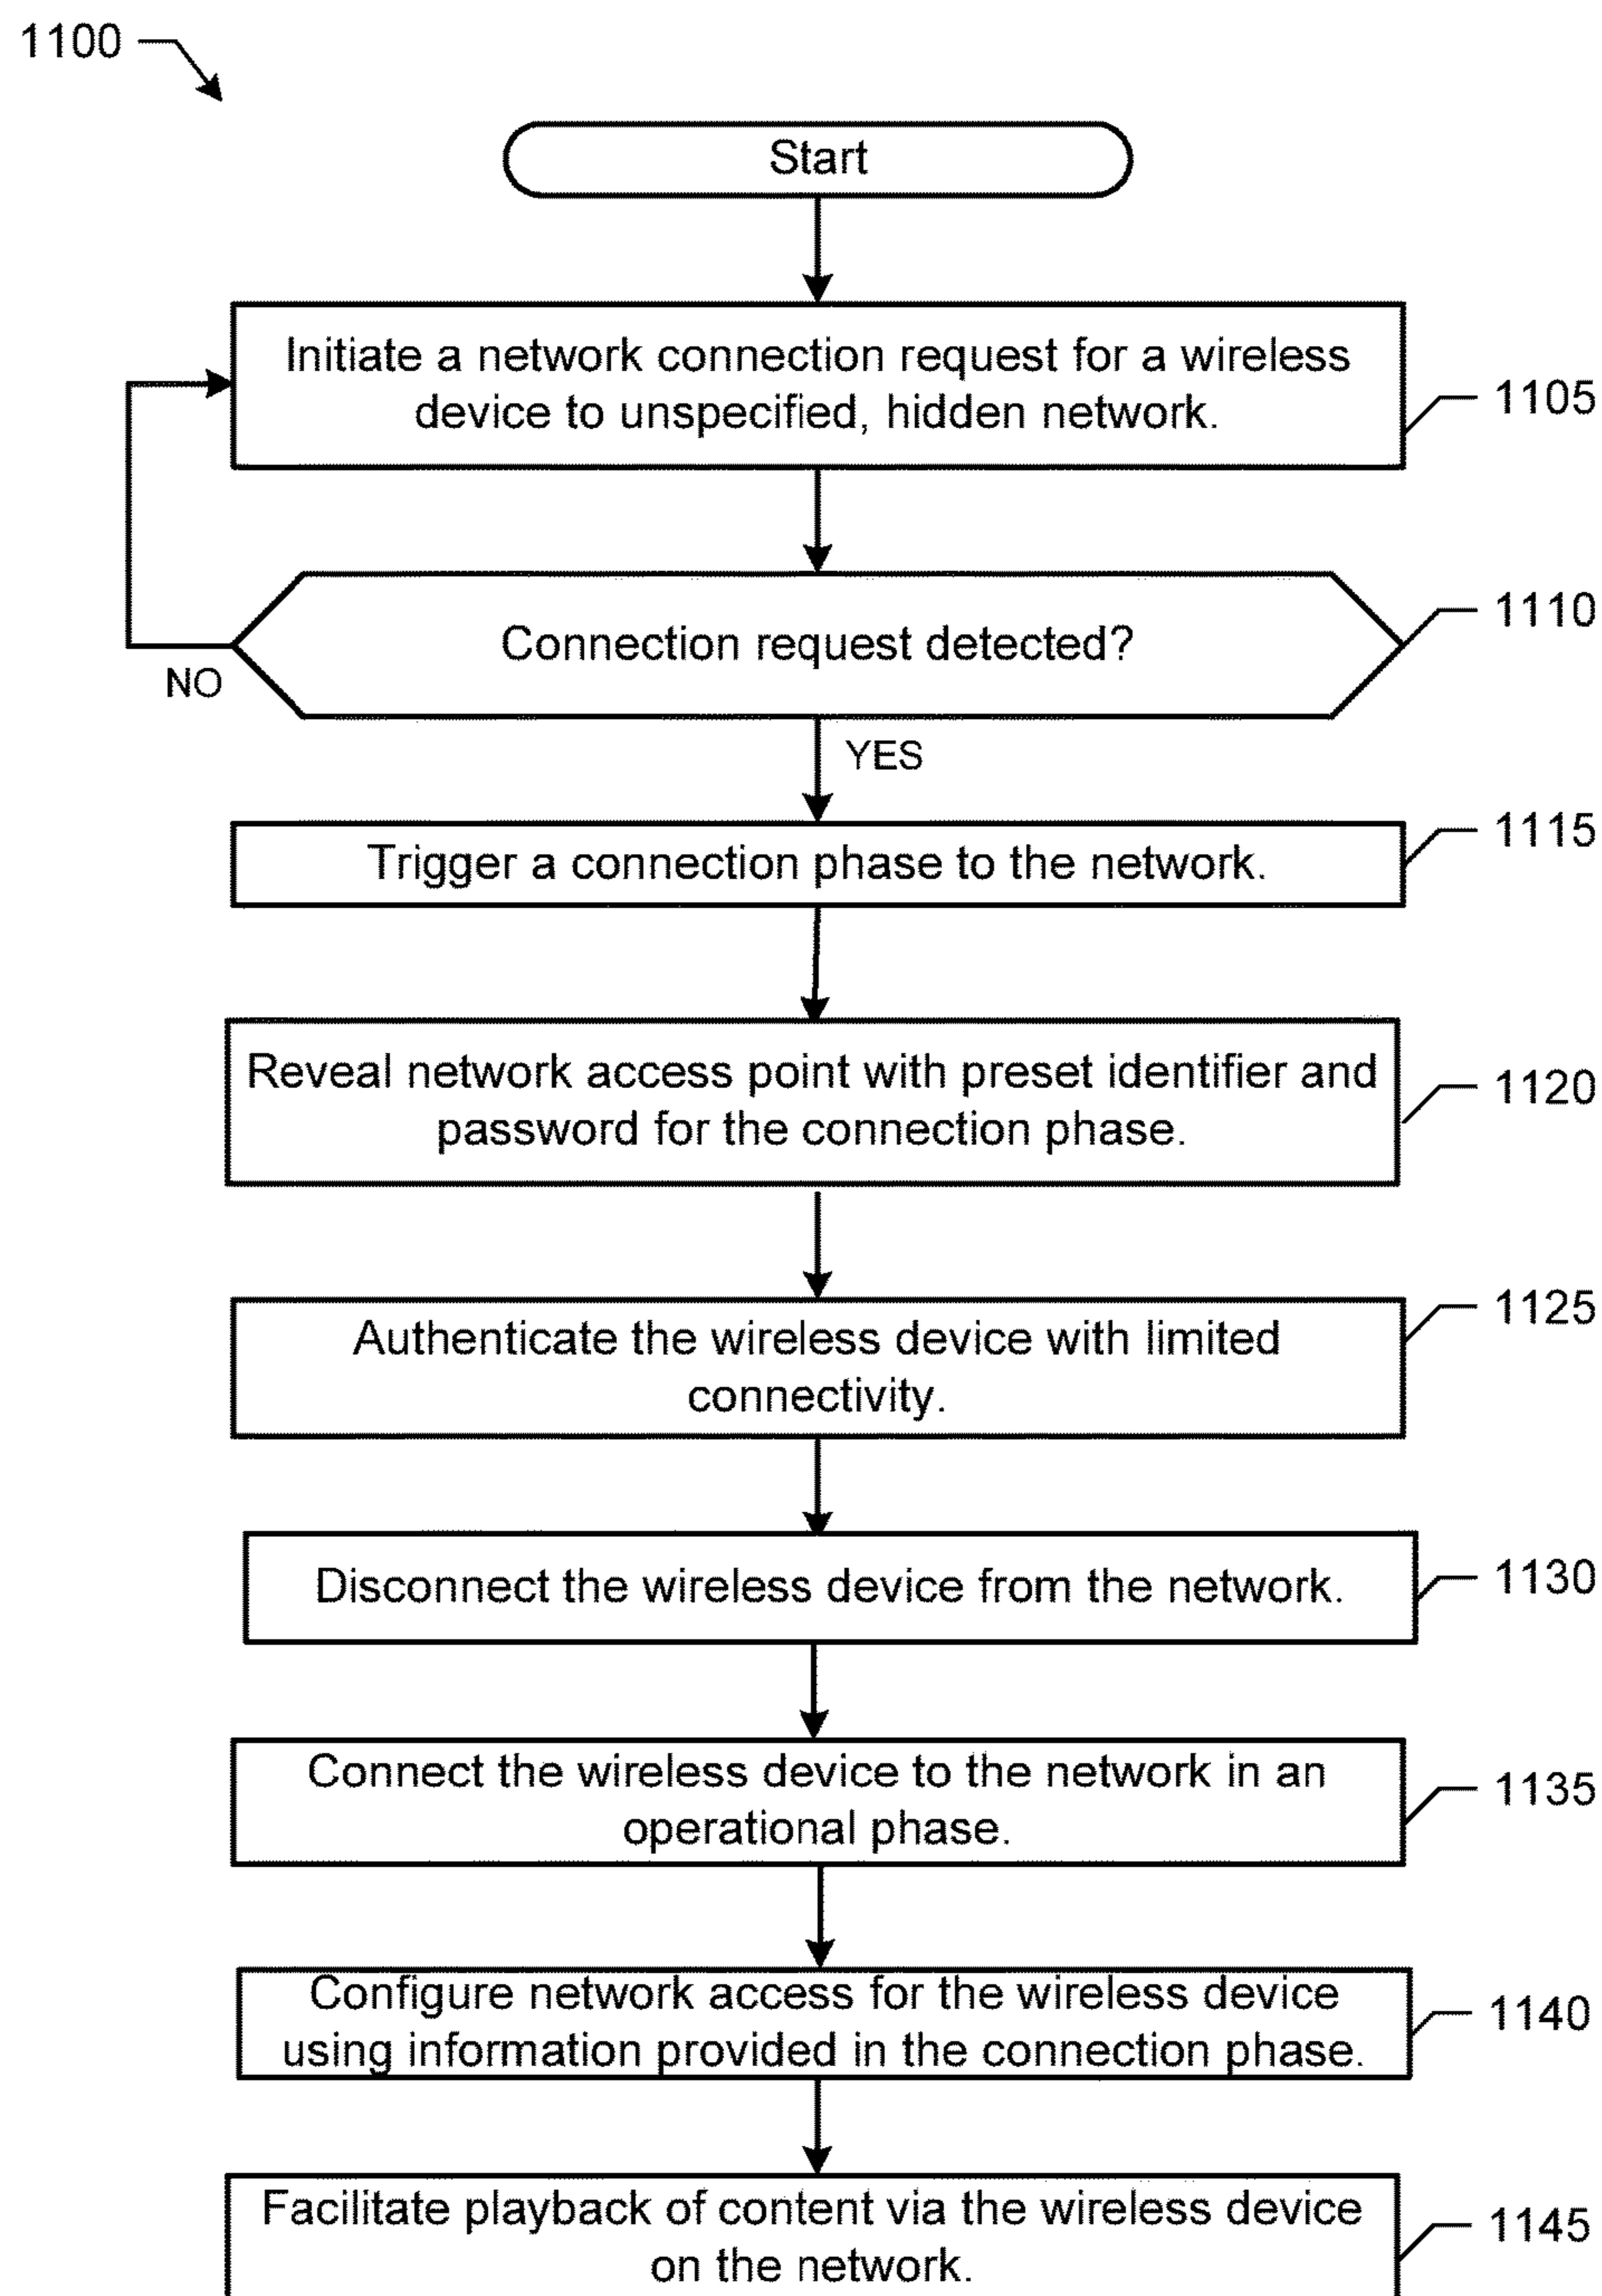 1100
Start
Initiate a network connection request for a wireless
device to unspecified, hidden network.
1105
Connection request detected?
1110
NO
YES
Trigger a connection phase to the network.
1115
Reveal network access point with preset identifier and
password for the connection phase.
1120
Authenticate the wireless device with limited
connectivity.
1125
Disconnect the wireless device from the network.
1130
Connect the wireless device to the network in an
operational phase.
1135
Configure network access for the wireless device
using information provided in the connection phase.
1140
Facilitate playback of content via the wireless device
on the network.
1145